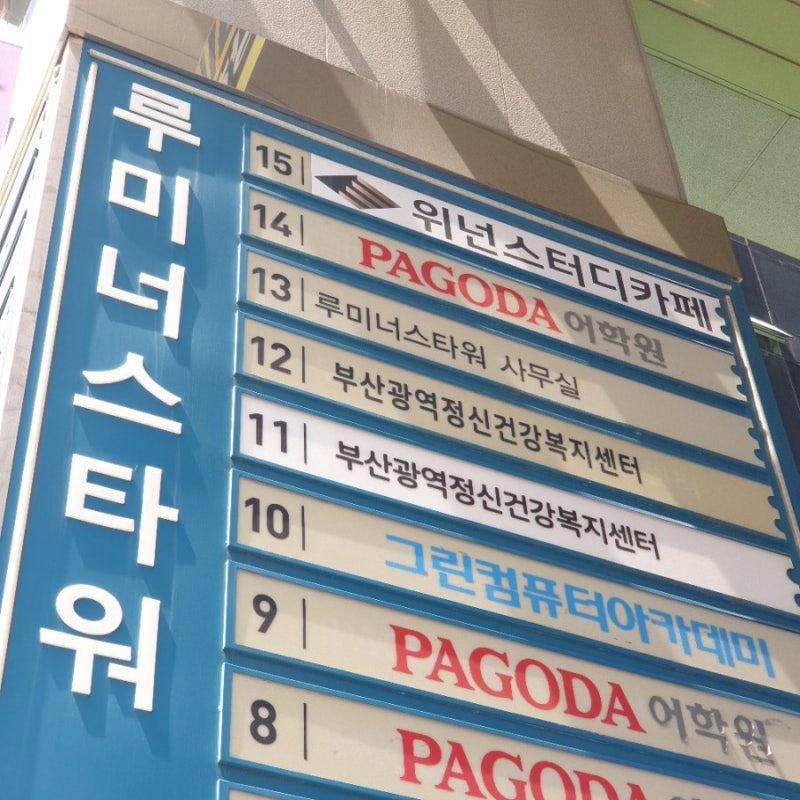 루미너스타워
15 위넌스터디카페
14 PAGODA 어학원
13 루미너스타워 사무실
12 부산광역정신건강복지센터
11 부산광역정신건강복지센터
10 그린컴퓨터아카데미
9 PAGODA 어학원
8 PAGODA